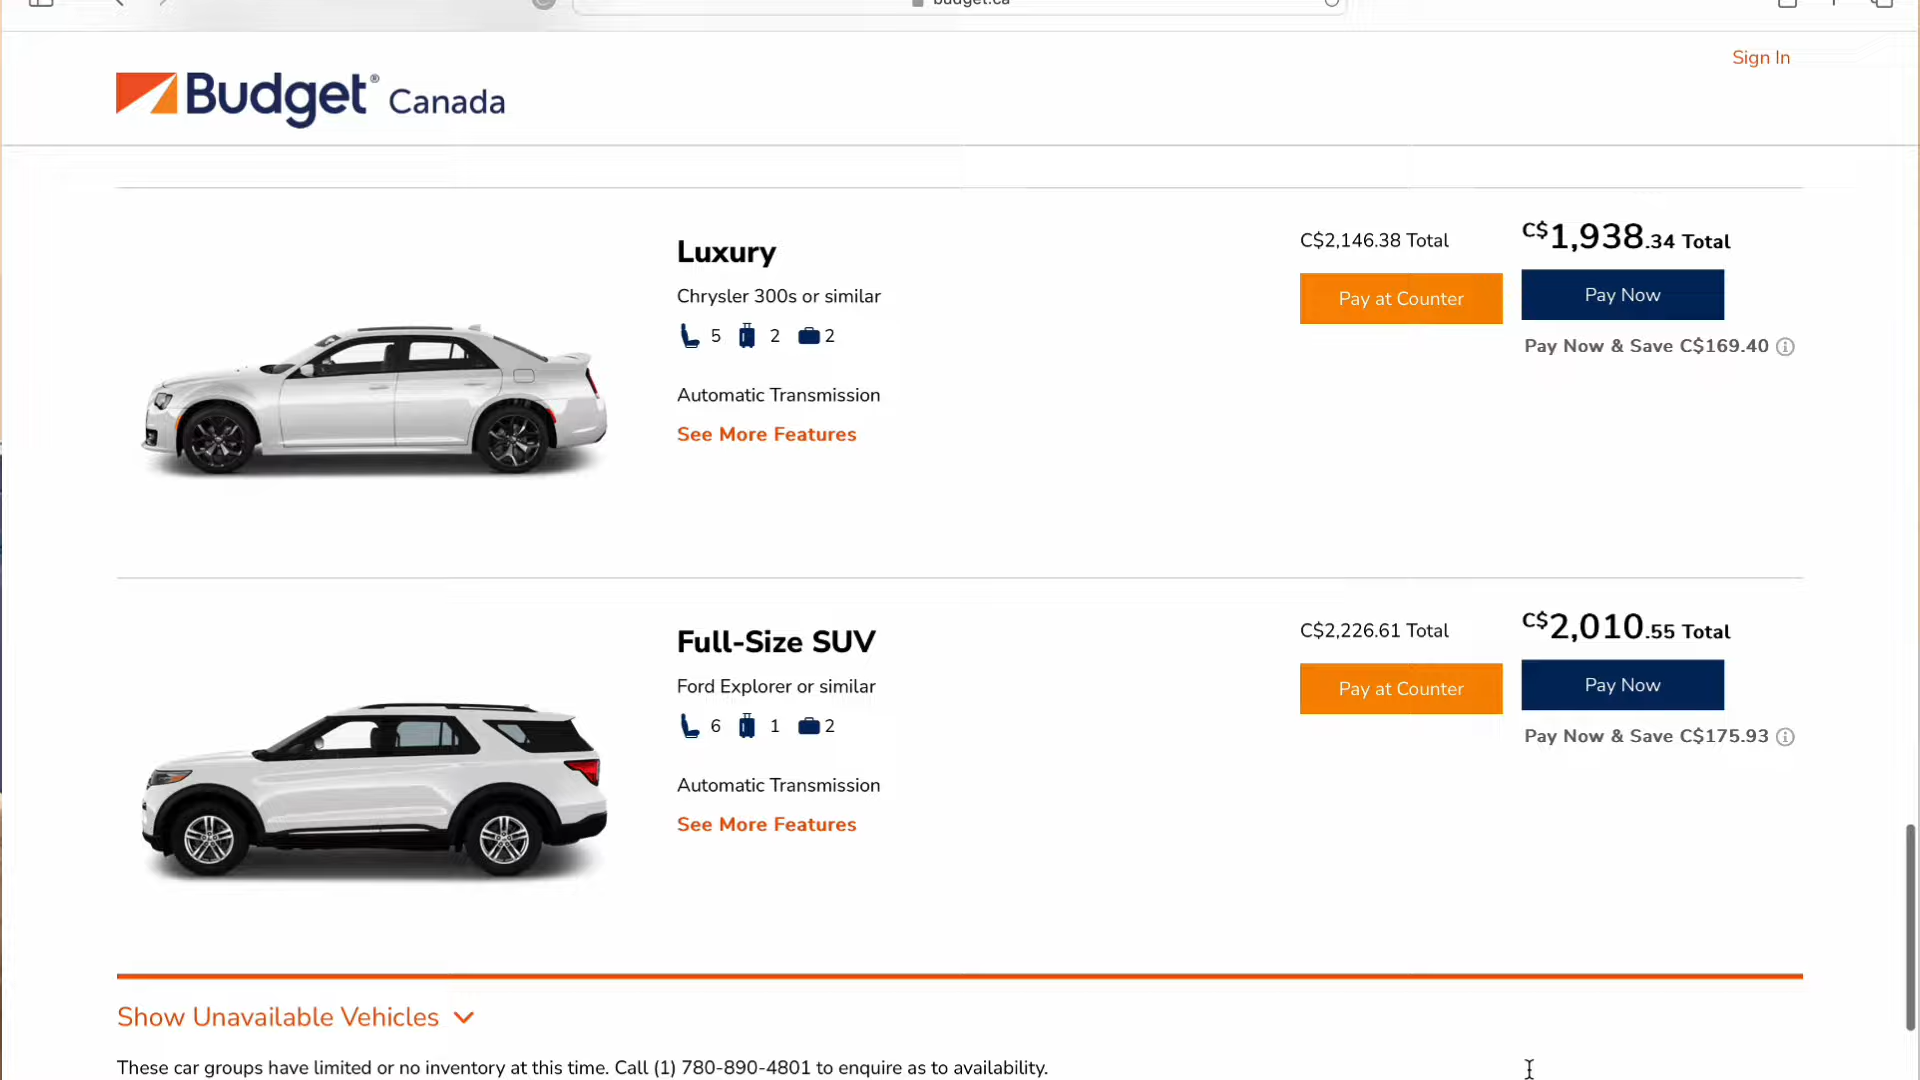 budget.ca
Sign In
Budget® Canada
Luxury
Chrysler 300s or similar
5 2 2
Automatic Transmission
See More Features
C$2,146.38 Total
Pay at Counter
C$1,938.34 Total
Pay Now
Pay Now & Save C$169.40
Full-Size SUV
Ford Explorer or similar
6 1 2
Automatic Transmission
See More Features
C$2,226.61 Total
Pay at Counter
C$2,010.55 Total
Pay Now
Pay Now & Save C$175.93
Show Unavailable Vehicles
These car groups have limited or no inventory at this time. Call (1) 780-890-4801 to enquire as to availability.